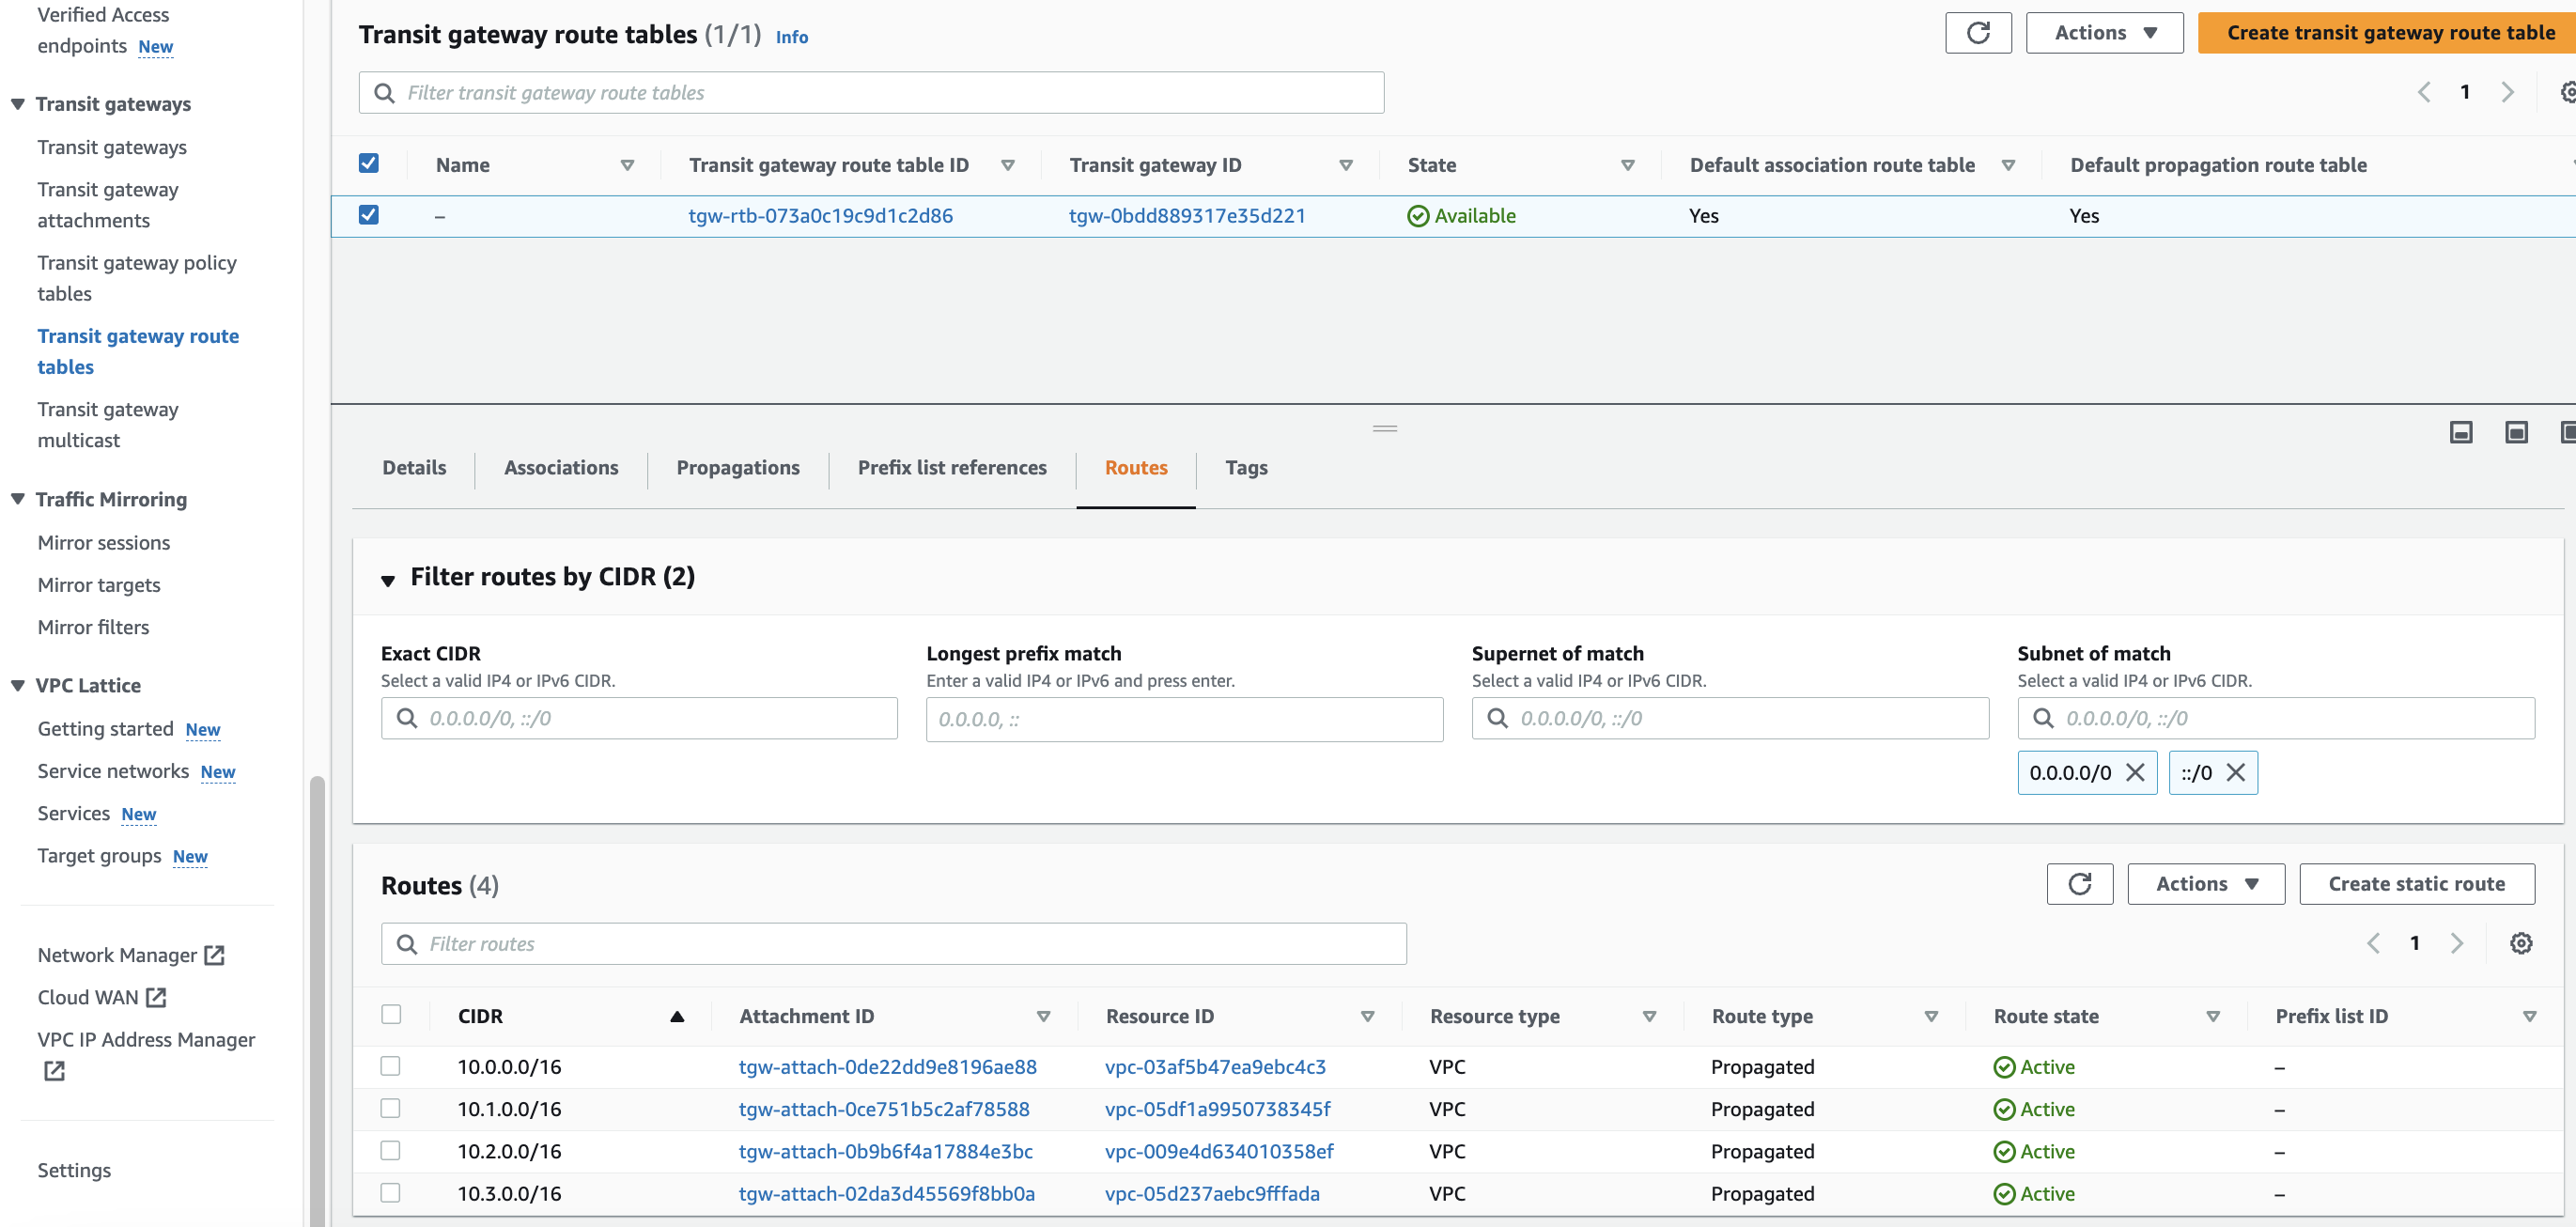 Verified Access
endpoints New
Transit gateways
Transit gateways
Transit gateway
attachments
Transit gateway policy
tables
Transit gateway route
tables
Transit gateway
multicast
Traffic Mirroring
Mirror sessions
Mirror targets
Mirror filters
VPC Lattice
Getting started New
Service networks New
Services New
Target groups New
Network Manager
Cloud WAN
VPC IP Address Manager
Settings
Transit gateway route tables (1/1) Info
Actions
Create transit gateway route table
Filter transit gateway route tables
1
Name Transit gateway route table ID Transit gateway ID State Default association route table Default propagation route table
– tgw-rtb-073a0c19c9d1c2d86 tgw-0bdd889317e35d221 Available Yes Yes
Details Associations Propagations Prefix list references Routes Tags
Filter routes by CIDR (2)
Exact CIDR
Select a valid IP4 or IPv6 CIDR.
0.0.0.0/0, ::/0
Longest prefix match
Enter a valid IP4 or IPv6 and press enter.
0.0.0.0, ::
Supernet of match
Select a valid IP4 or IPv6 CIDR.
0.0.0.0/0, ::/0
Subnet of match
Select a valid IP4 or IPv6 CIDR.
0.0.0.0/0, ::/0
0.0.0.0/0 ::/0
Routes (4)
Actions
Create static route
Filter routes
1
CIDR Attachment ID Resource ID Resource type Route type Route state Prefix list ID
10.0.0.0/16 tgw-attach-0de22dd9e8196ae88 vpc-03af5b47ea9ebc4c3 VPC Propagated Active –
10.1.0.0/16 tgw-attach-0ce751b5c2af78588 vpc-05df1a9950738345f VPC Propagated Active –
10.2.0.0/16 tgw-attach-0b9b6f4a17884e3bc vpc-009e4d634010358ef VPC Propagated Active –
10.3.0.0/16 tgw-attach-02da3d45569f8bb0a vpc-05d237aebc9fffada VPC Propagated Active –